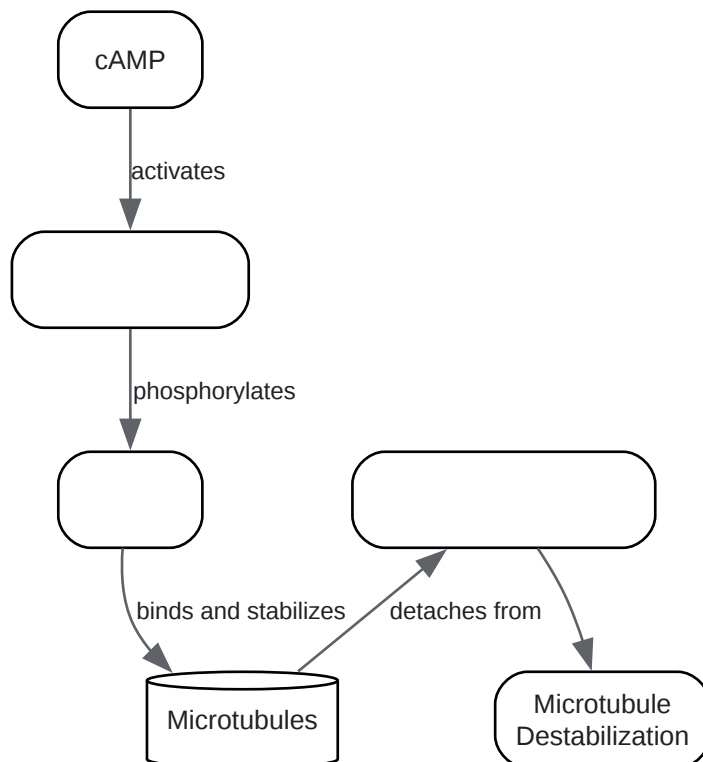 cAMP
activates
phosphorylates
binds and stabilizes
detaches from
Microtubules
Microtubule
Destabilization